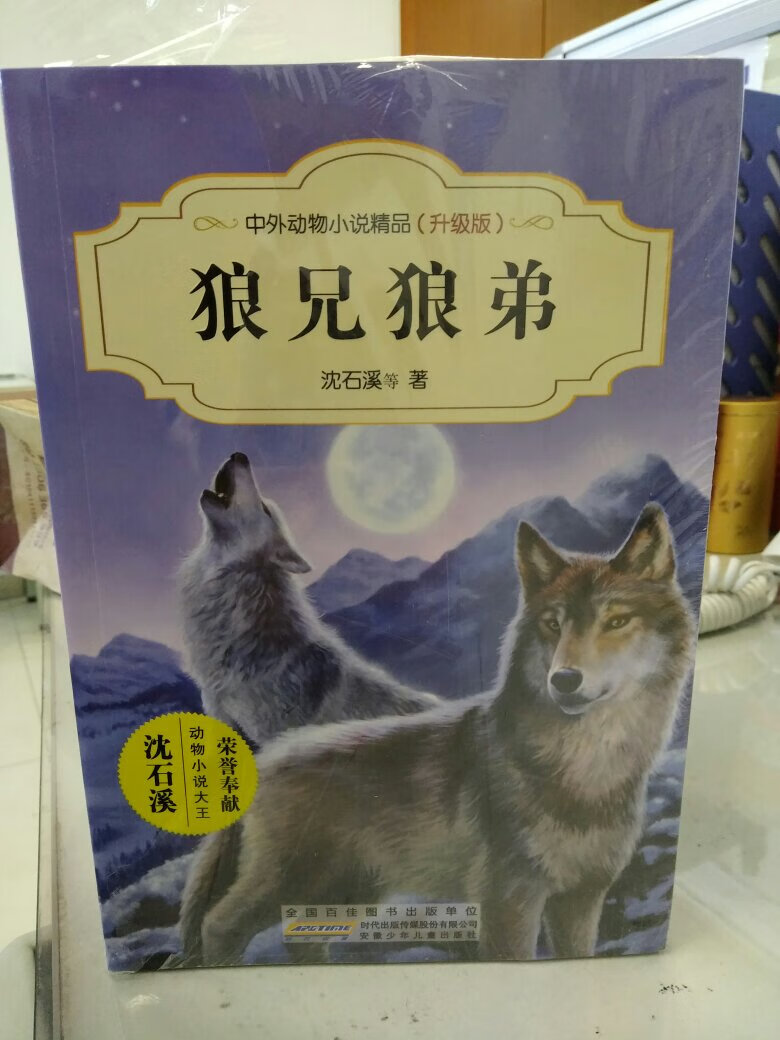 中外动物小说精品（升级版）
狼兄狼弟
沈石溪等 著
荣誉奉献
动物小说大王
沈石溪
全国百佳图书出版单位
APGTIME
时代出版传媒股份有限公司
安徽少年儿童出版社